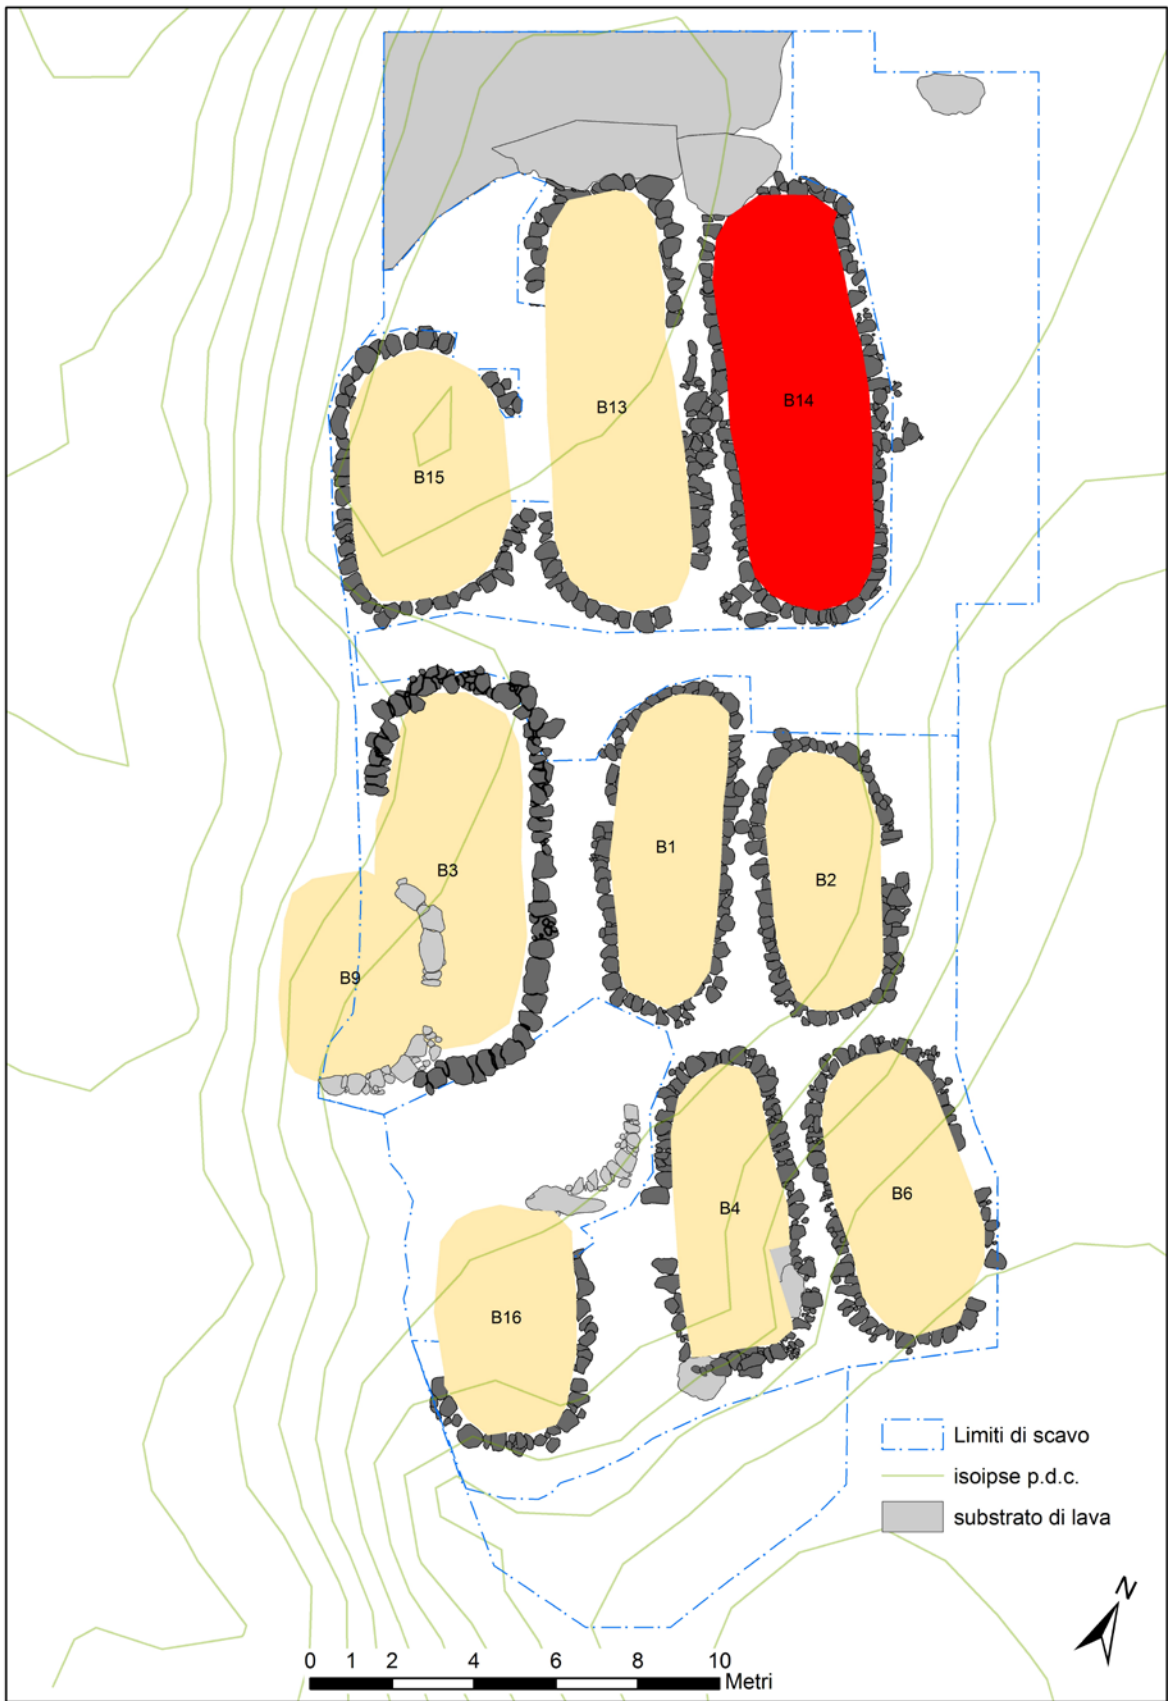 B13
B14
B15
B3
B1
B2
B9
B4
B6
B16
Limiti di scavo
isoipse p.d.c.
substrato di lava
N
0 1 2 4 6 8 10
Metri